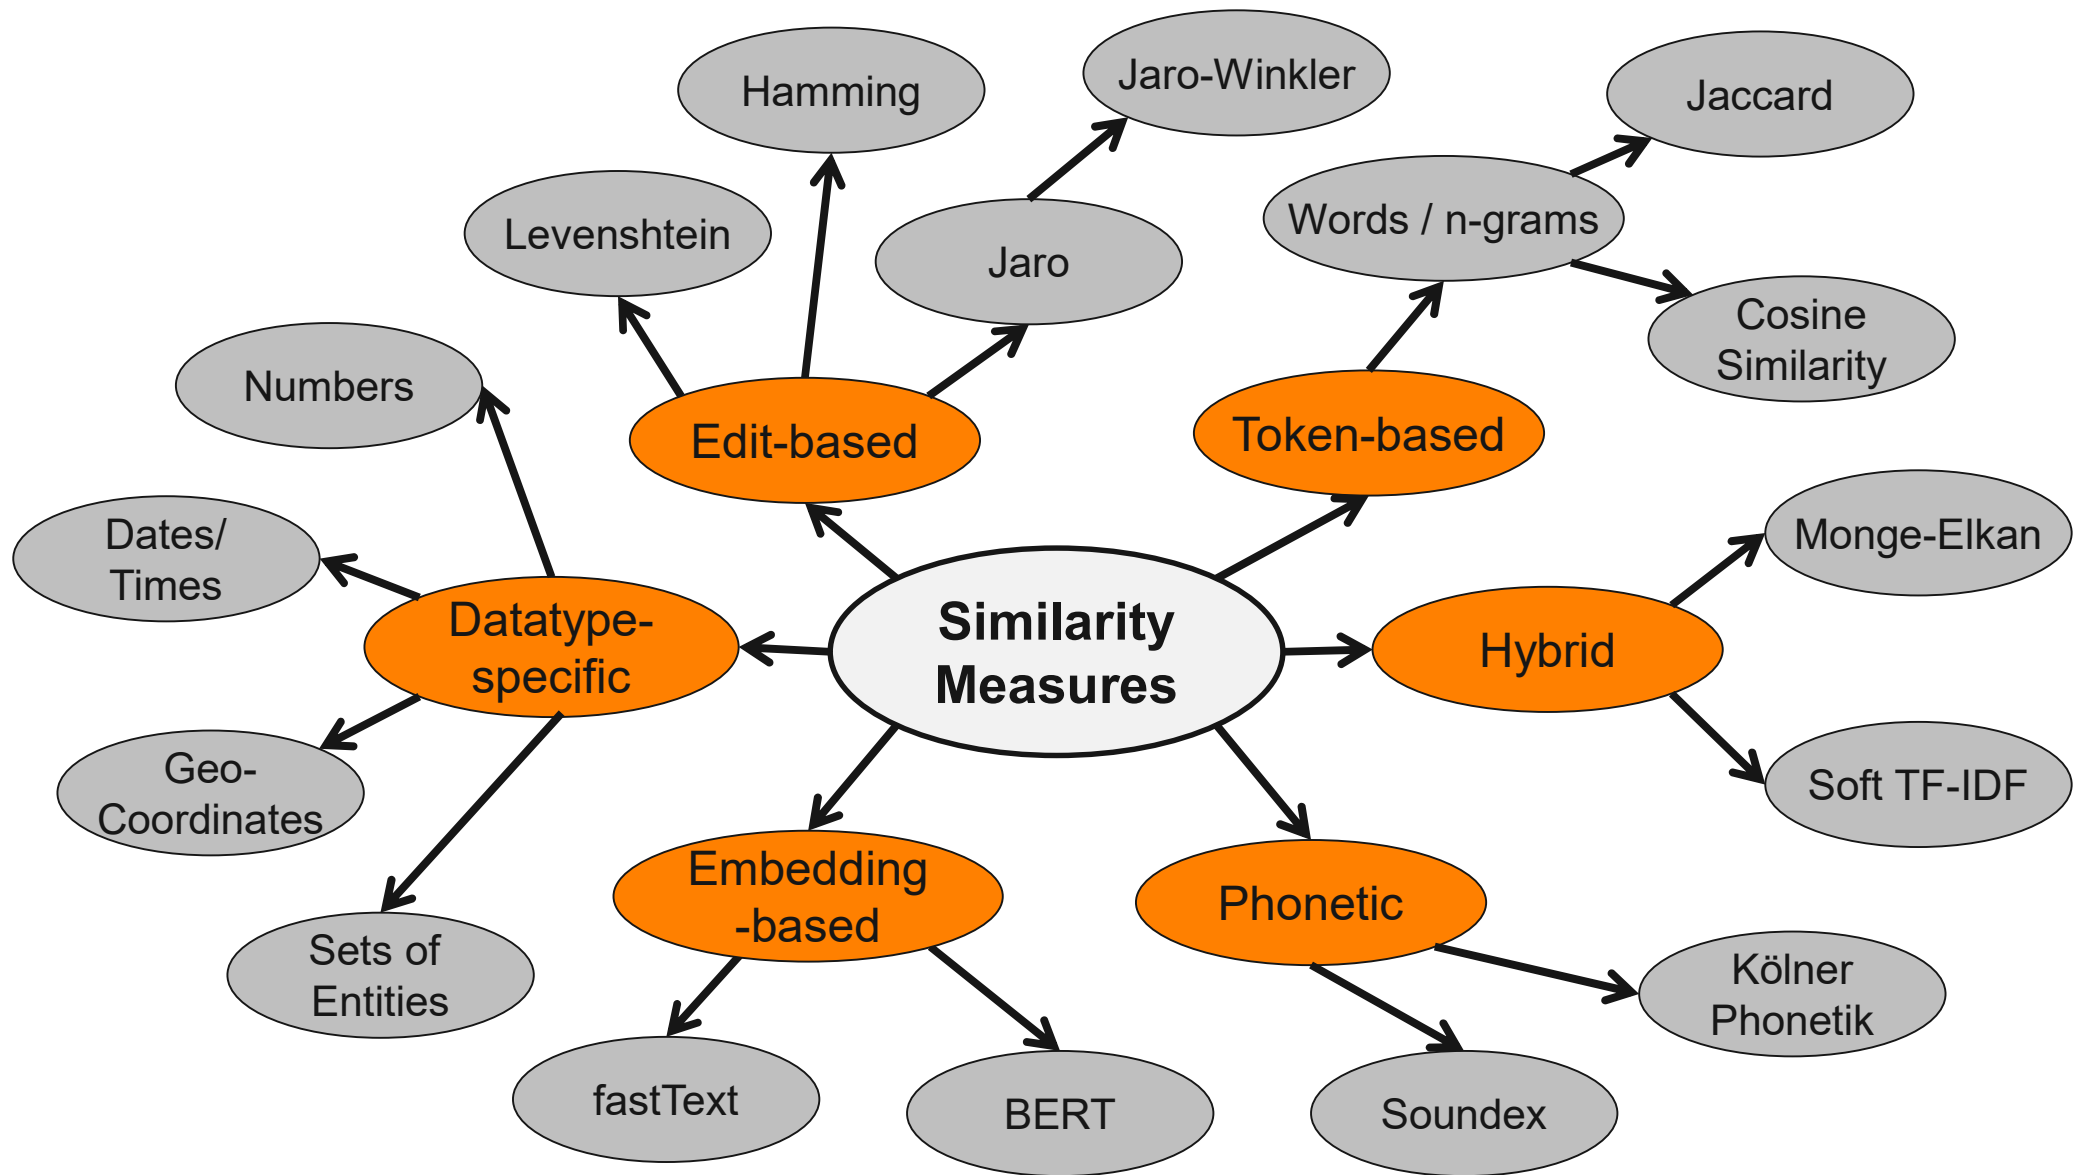 Hamming
Jaro-Winkler
Jaccard
Levenshtein
Jaro
Words / n-grams
Cosine
Similarity
Numbers
Edit-based
Token-based
Dates/
Times
Monge-Elkan
Datatype-
specific
Similarity
Measures
Hybrid
Geo-
Coordinates
Soft TF-IDF
Embedding
-based
Phonetic
Sets of
Entities
Kölner
Phonetik
fastText
BERT
Soundex